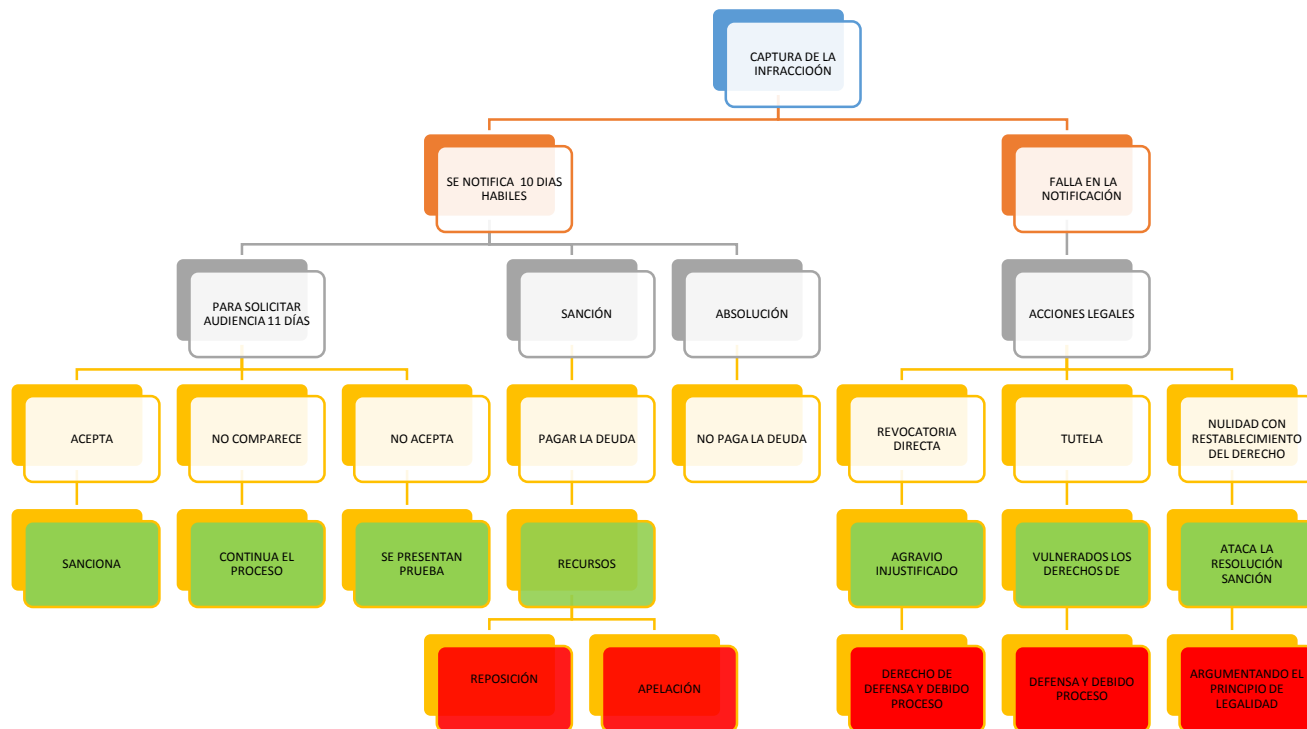 CAPTURA DE LA
INFRACCIOÓN
SE NOTIFICA 10 DIAS
HABILES
FALLA EN LA
NOTIFICACIÓN
PARA SOLICITAR
AUDIENCIA 11 DÍAS
SANCIÓN
ABSOLUCIÓN
ACCIONES LEGALES
ACEPTA
NO COMPARECE
NO ACEPTA
PAGAR LA DEUDA
NO PAGA LA DEUDA
REVOCATORIA
DIRECTA
TUTELA
NULIDAD CON
RESTABLECIMIENTO
DEL DERECHO
SANCIONA
CONTINUA EL
PROCESO
SE PRESENTAN
PRUEBA
RECURSOS
AGRAVIO
INJUSTIFICADO
VULNERADOS LOS
DERECHOS DE
ATACA LA
RESOLUCIÓN
SANCIÓN
REPOSICIÓN
APELACIÓN
DERECHO DE
DEFENSA Y DEBIDO
PROCESO
DEFENSA Y DEBIDO
PROCESO
ARGUMENTANDO EL
PRINCIPIO DE
LEGALIDAD